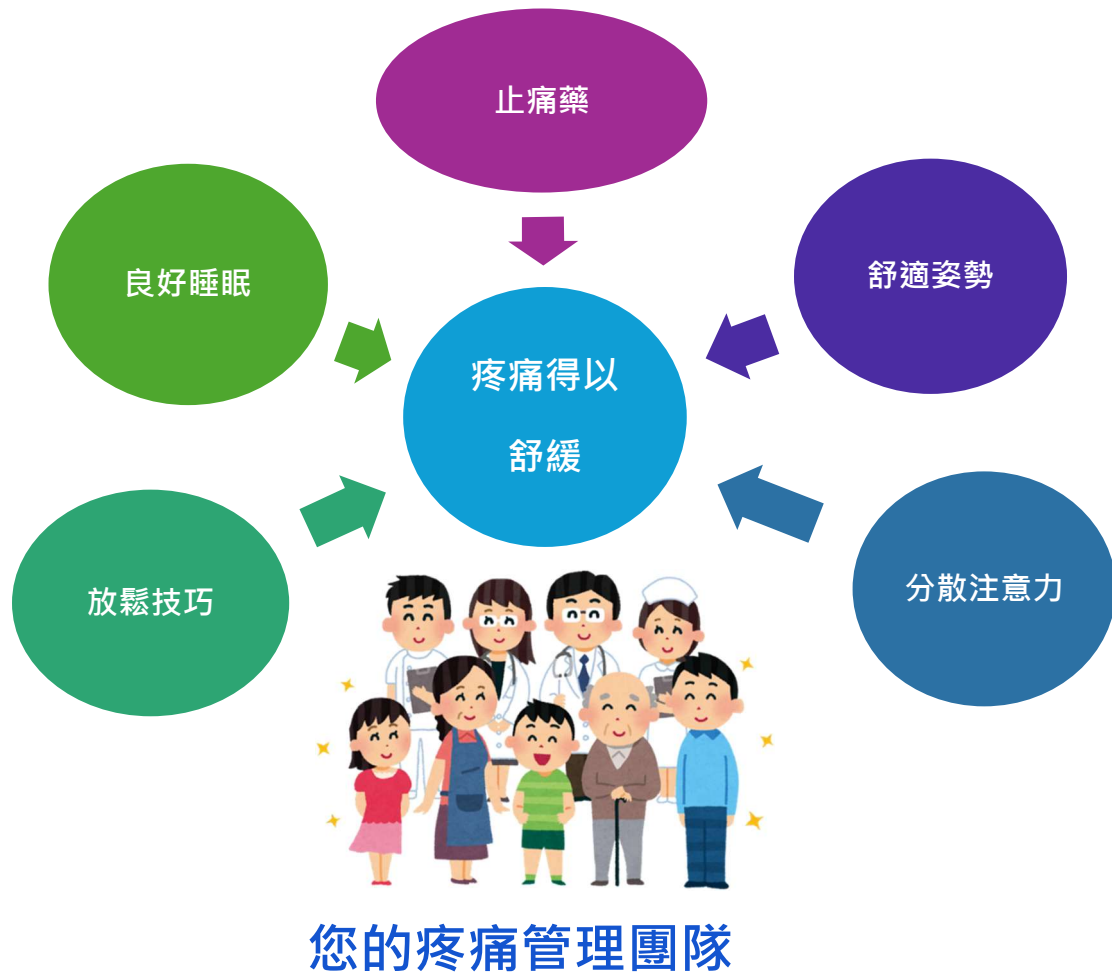 止痛藥
良好睡眠
舒適姿勢
疼痛得以
舒緩
放鬆技巧
分散注意力
您的疼痛管理團隊